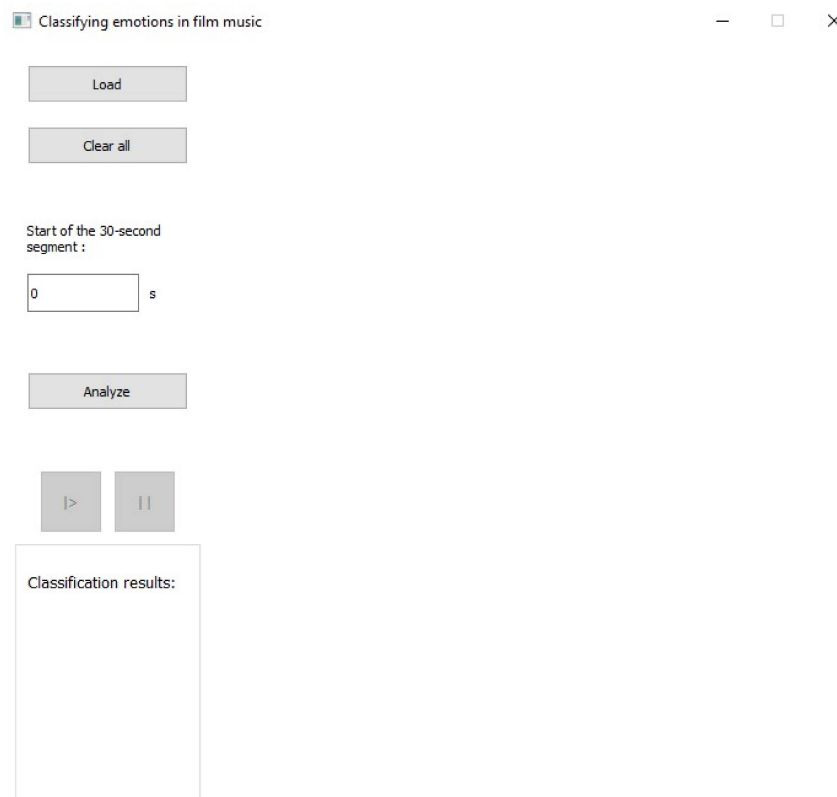 Classifying emotions in film music
Load
Clear all
Start of the 30-second
segment :
0 s
Analyze
|> ||
Classification results: